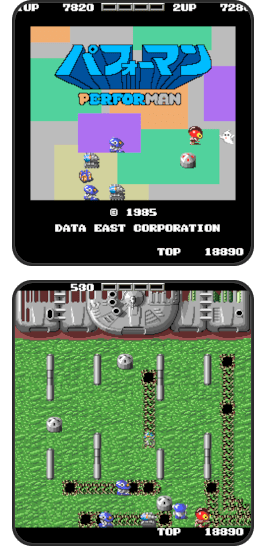 1UP 7820 2UP 728
パフォーマン
PERFORMAN
© 1985
DATA EAST CORPORATION
TOP 18890
530
TOP 18890